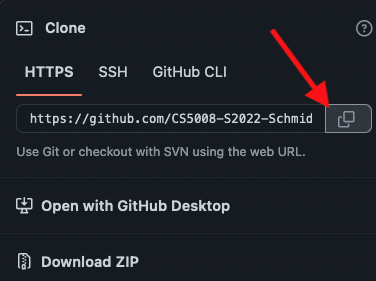 Clone
HTTPS SSH GitHub CLI
https://github.com/CS5008-S2022-Schmid
Use Git or checkout with SVN using the web URL.
Open with GitHub Desktop
Download ZIP